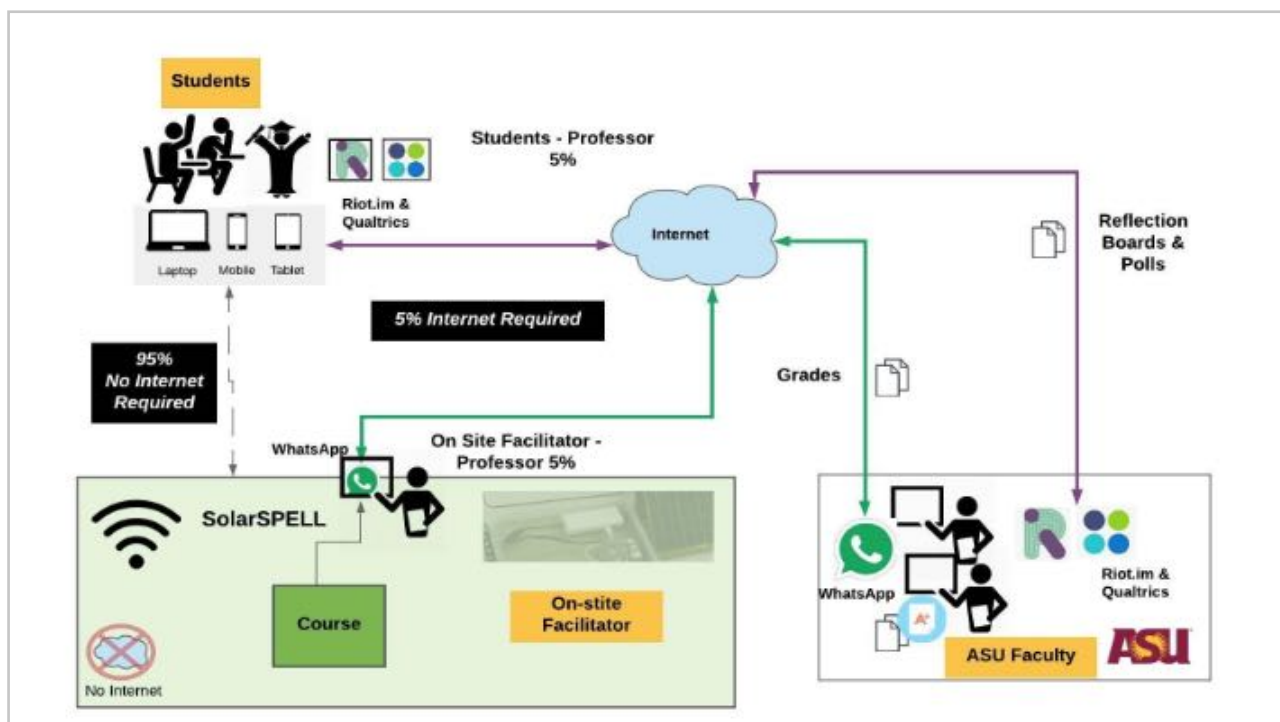 Students
Students - Professor
5%
Riot.im &
Qualtrics
Laptop
Mobile
Tablet
Internet
Reflection
Boards &
Polls
5% Internet Required
95%
No Internet
Required
Grades
WhatsApp
On Site Facilitator -
Professor 5%
SolarSPELL
Course
On-stite
Facilitator
No Internet
WhatsApp
Riot.im &
Qualtrics
A+
ASU Faculty
ASU